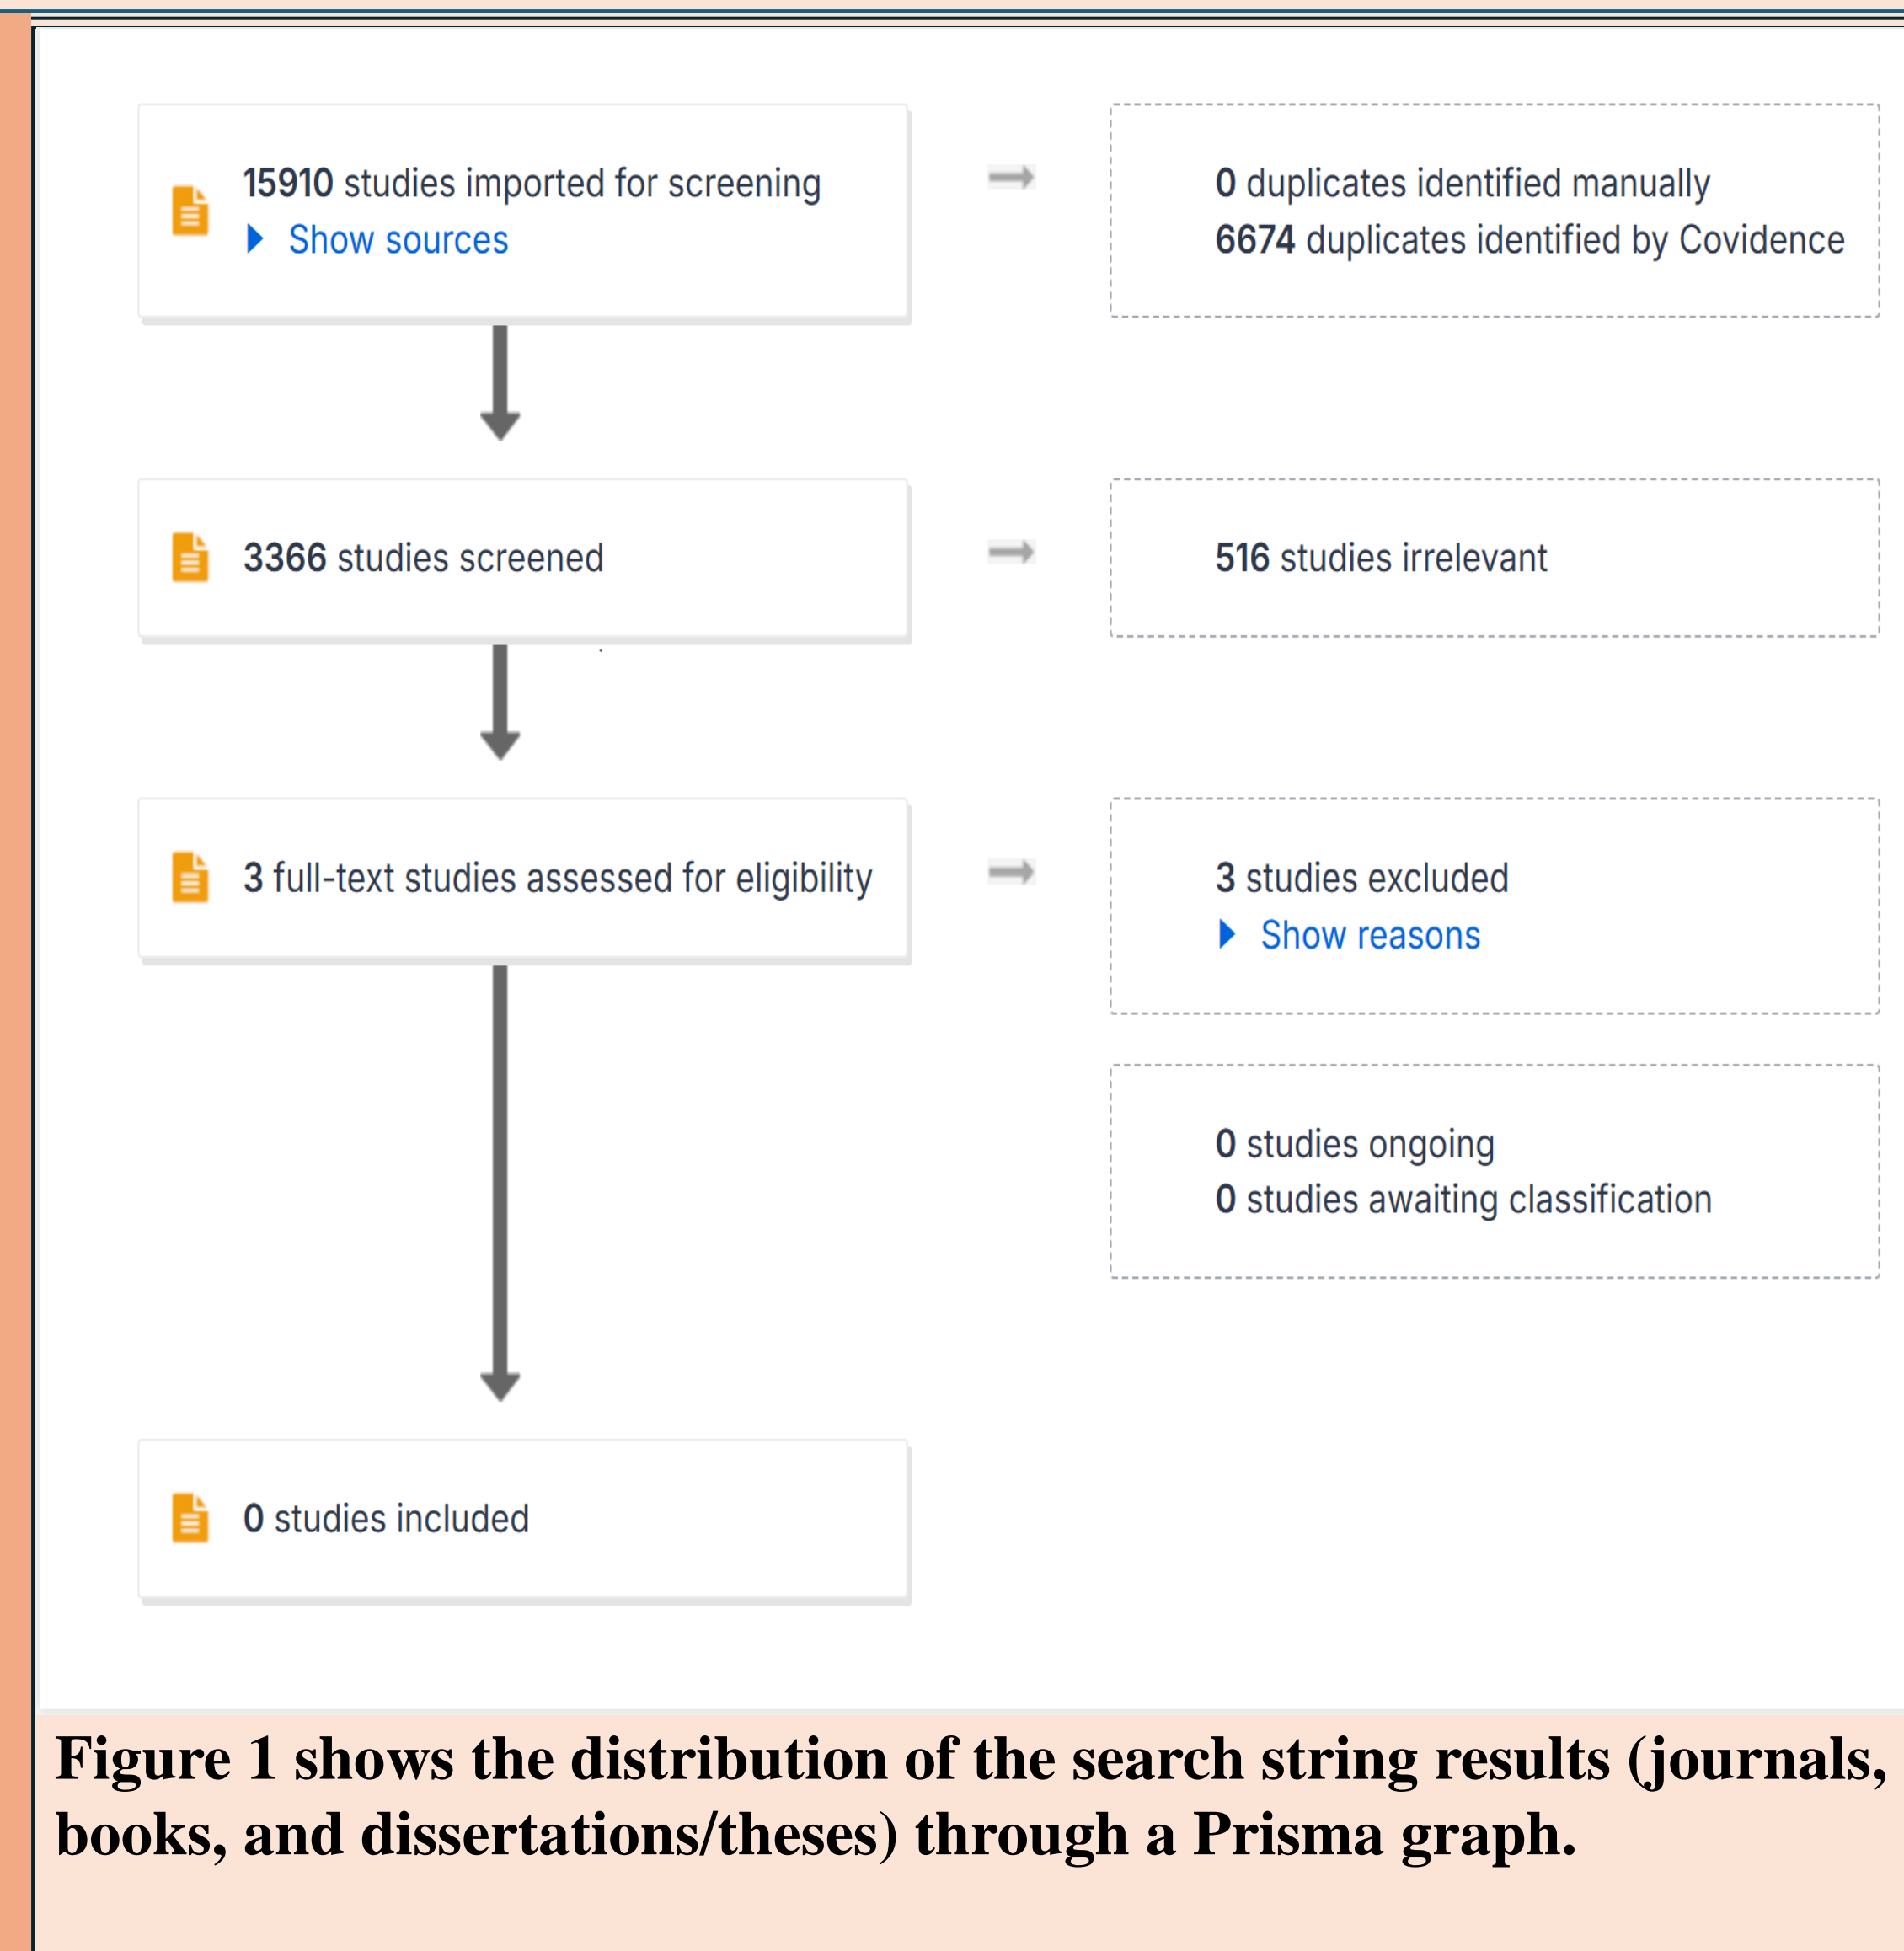 15910 studies imported for screening
Show sources
0 duplicates identified manually
6674 duplicates identified by Covidence
3366 studies screened
516 studies irrelevant
3 full-text studies assessed for eligibility
3 studies excluded
Show reasons
0 studies ongoing
0 studies awaiting classification
0 studies included
Figure 1 shows the distribution of the search string results (journals,
books, and dissertations/theses) through a Prisma graph.